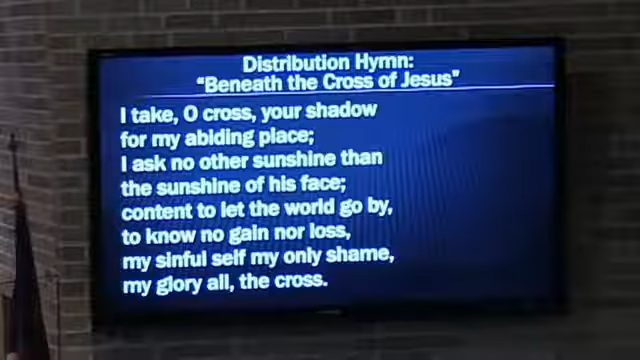 Distribution Hymn:
“Beneath the Cross of Jesus”
I take, O cross, your shadow
for my abiding place;
I ask no other sunshine than
the sunshine of his face;
content to let the world go by,
to know no gain nor loss,
my sinful self my only shame,
my glory all, the cross.